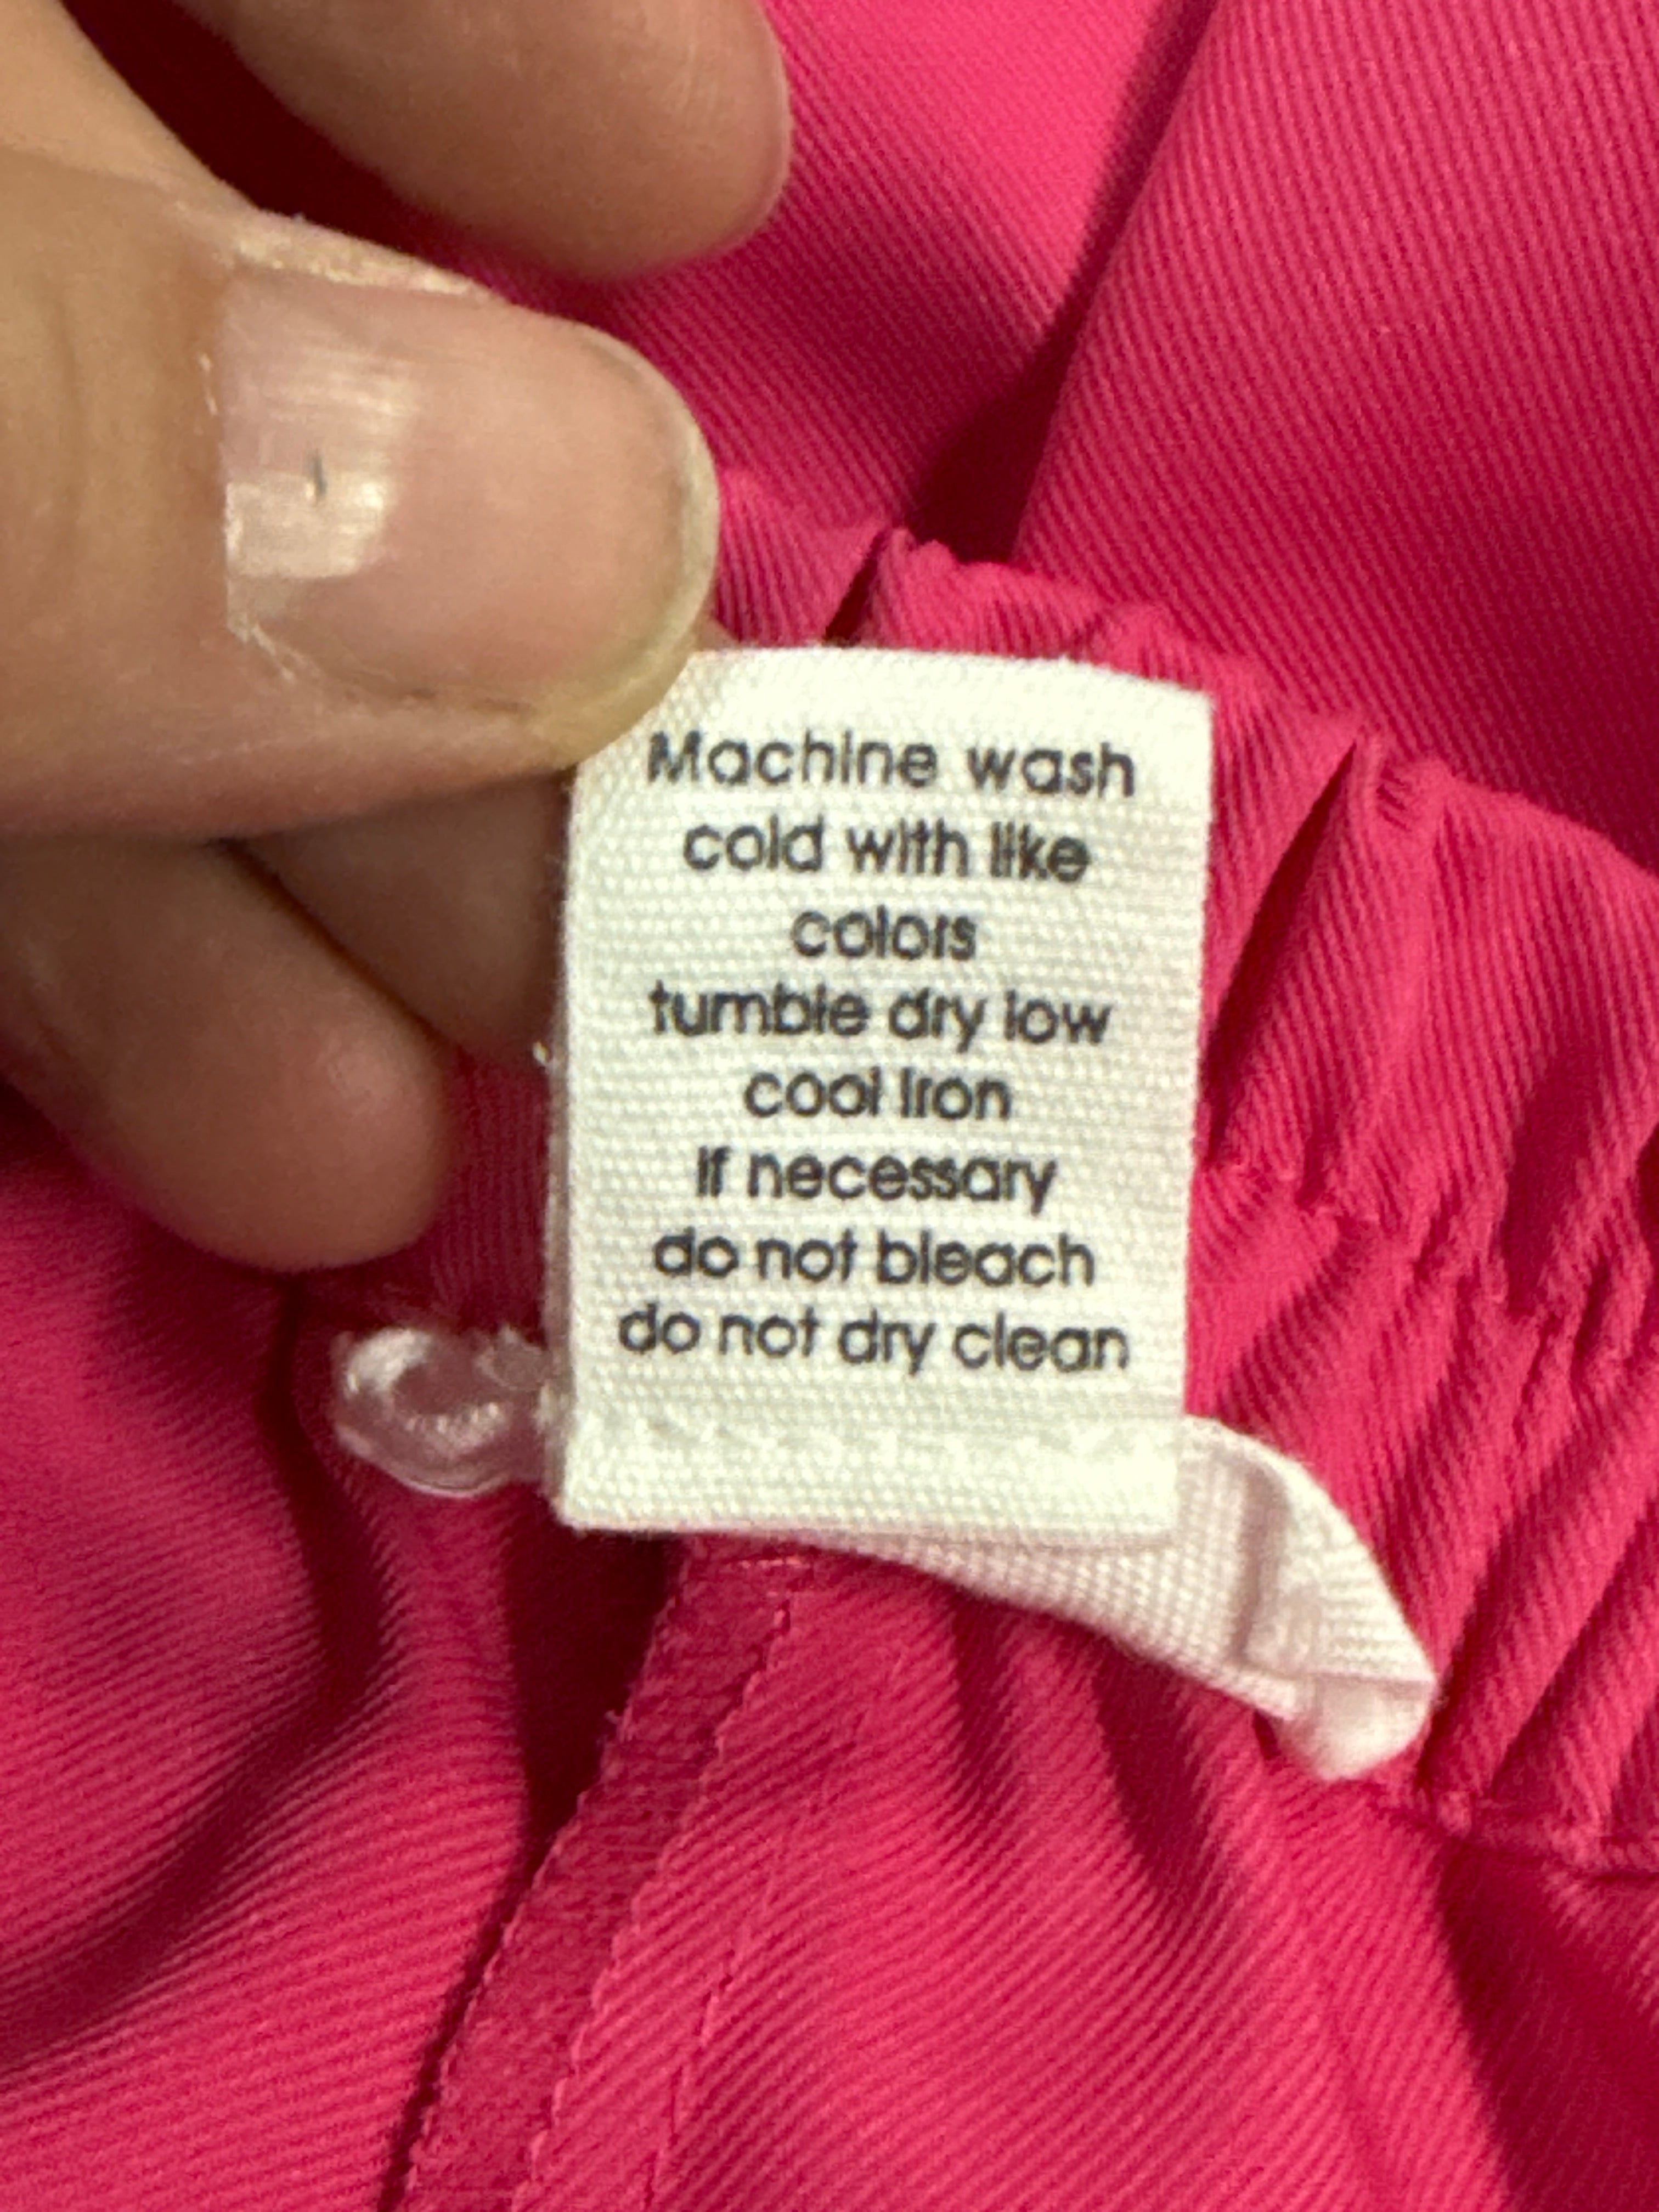 Machine wash
cold with like
colors
tumble dry low
cool iron
if necessary
do not bleach
do not dry clean